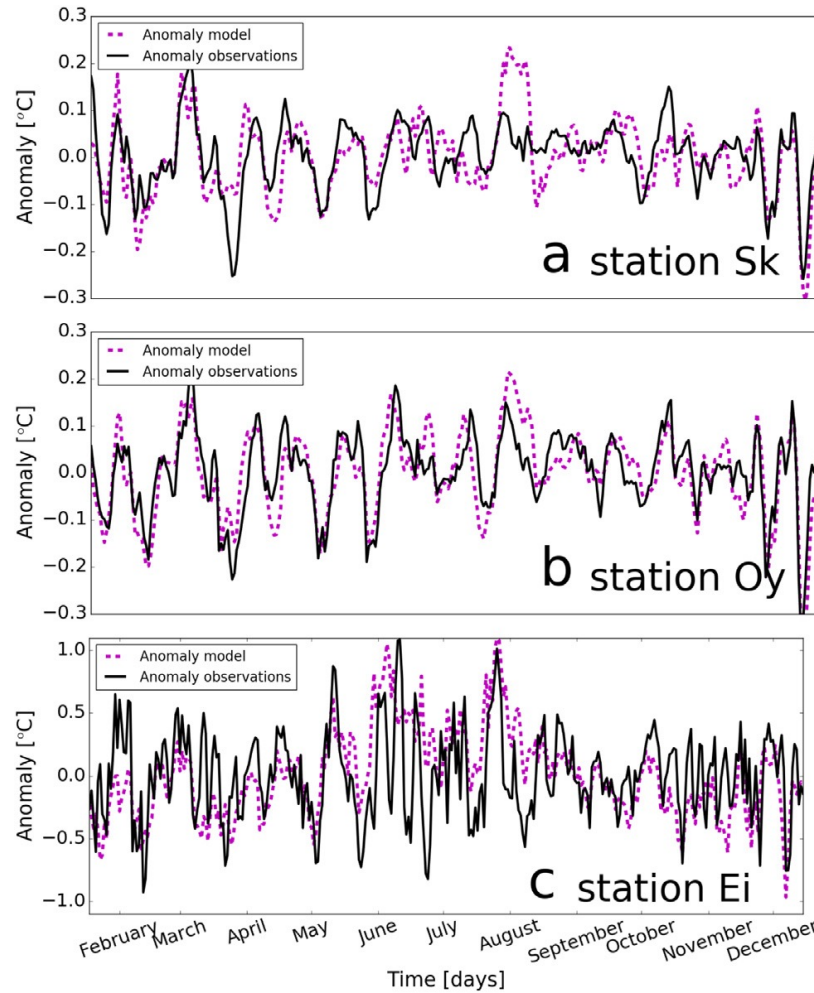 0.3
Anomaly model
Anomaly observations
0.2
0.1
0.0
−0.1
−0.2
−0.3
Anomaly [°C]
a station Sk
0.3
Anomaly model
Anomaly observations
0.2
0.1
0.0
−0.1
−0.2
−0.3
Anomaly [°C]
b station Oy
1.0
Anomaly model
Anomaly observations
0.5
0.0
−0.5
−1.0
Anomaly [°C]
c station Ei
February March April May June July August September October November December
Time [days]